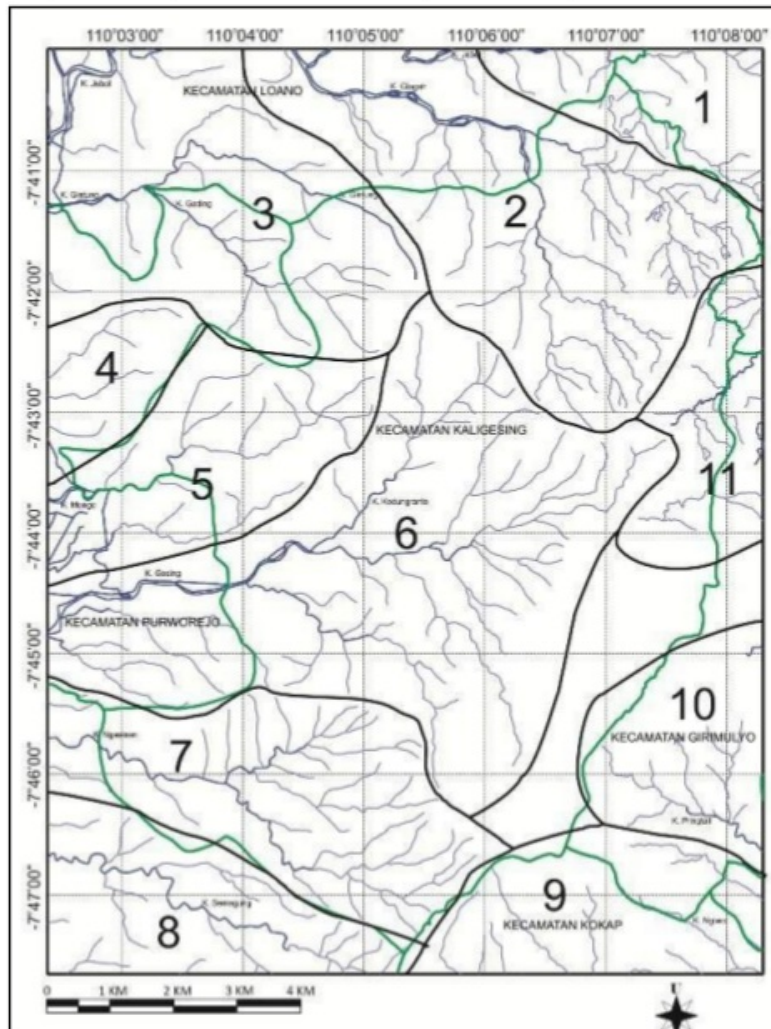 110°03'00" 110°04'00" 110°05'00" 110°06'00" 110°07'00" 110°08'00"
K. Jebol
KECAMATAN LOANO
1
-7°41'00"
2
3
K. Gading
-7°42'00"
4
-7°43'00"
KECAMATAN KALIGESING
5
11
6
-7°44'00"
K. Gesing
KECAMATAN PURWOREJO
-7°45'00"
10
KECAMATAN GIRIMULYO
7
-7°46'00"
-7°47'00"
9
8
KECAMATAN KOKAP
0 1 KM 2 KM 3 KM 4 KM
U